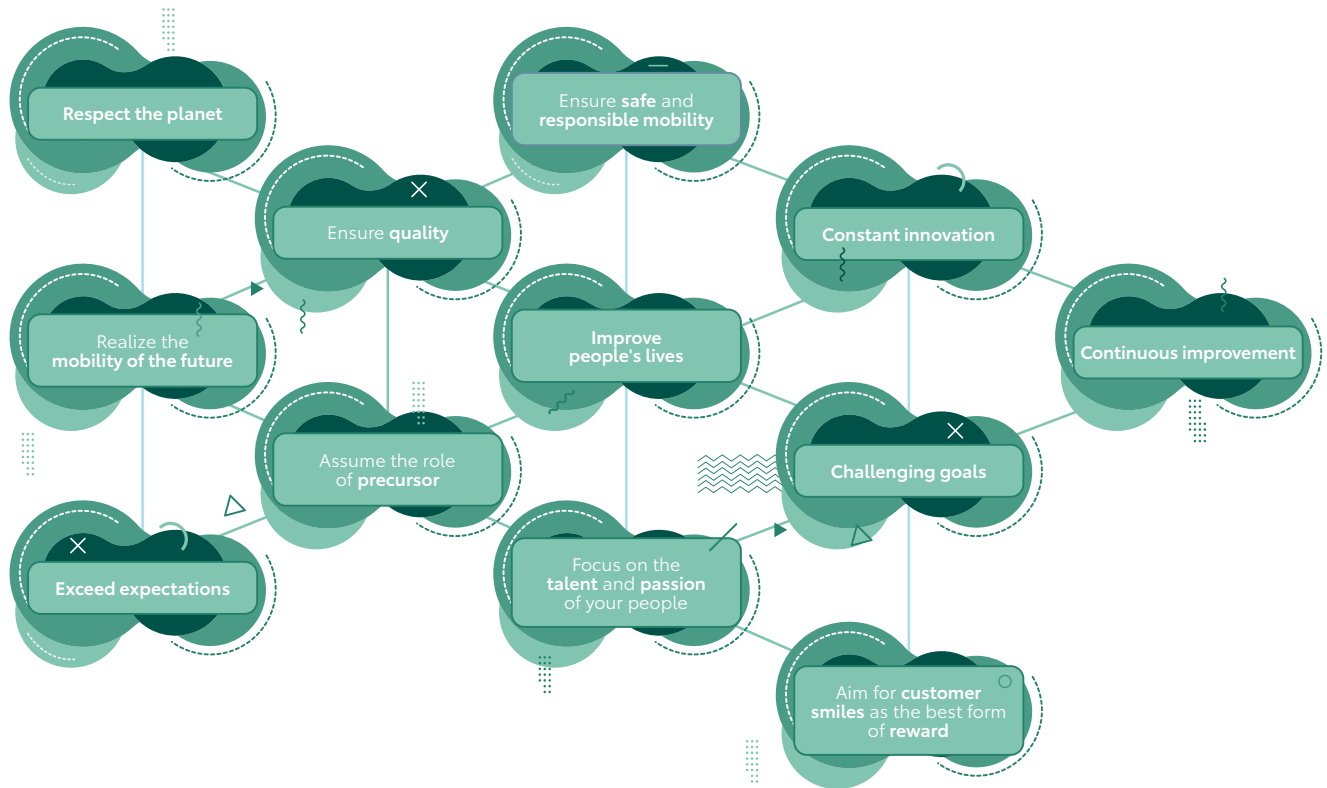 Respect the planet
Ensure safe and
responsible mobility
Ensure quality
Constant innovation
Realize the
mobility of the future
Improve
people's lives
Continuous improvement
Assume the role
of precursor
Challenging goals
Exceed expectations
Focus on the
talent and passion
of your people
Aim for customer
smiles as the best form
of reward